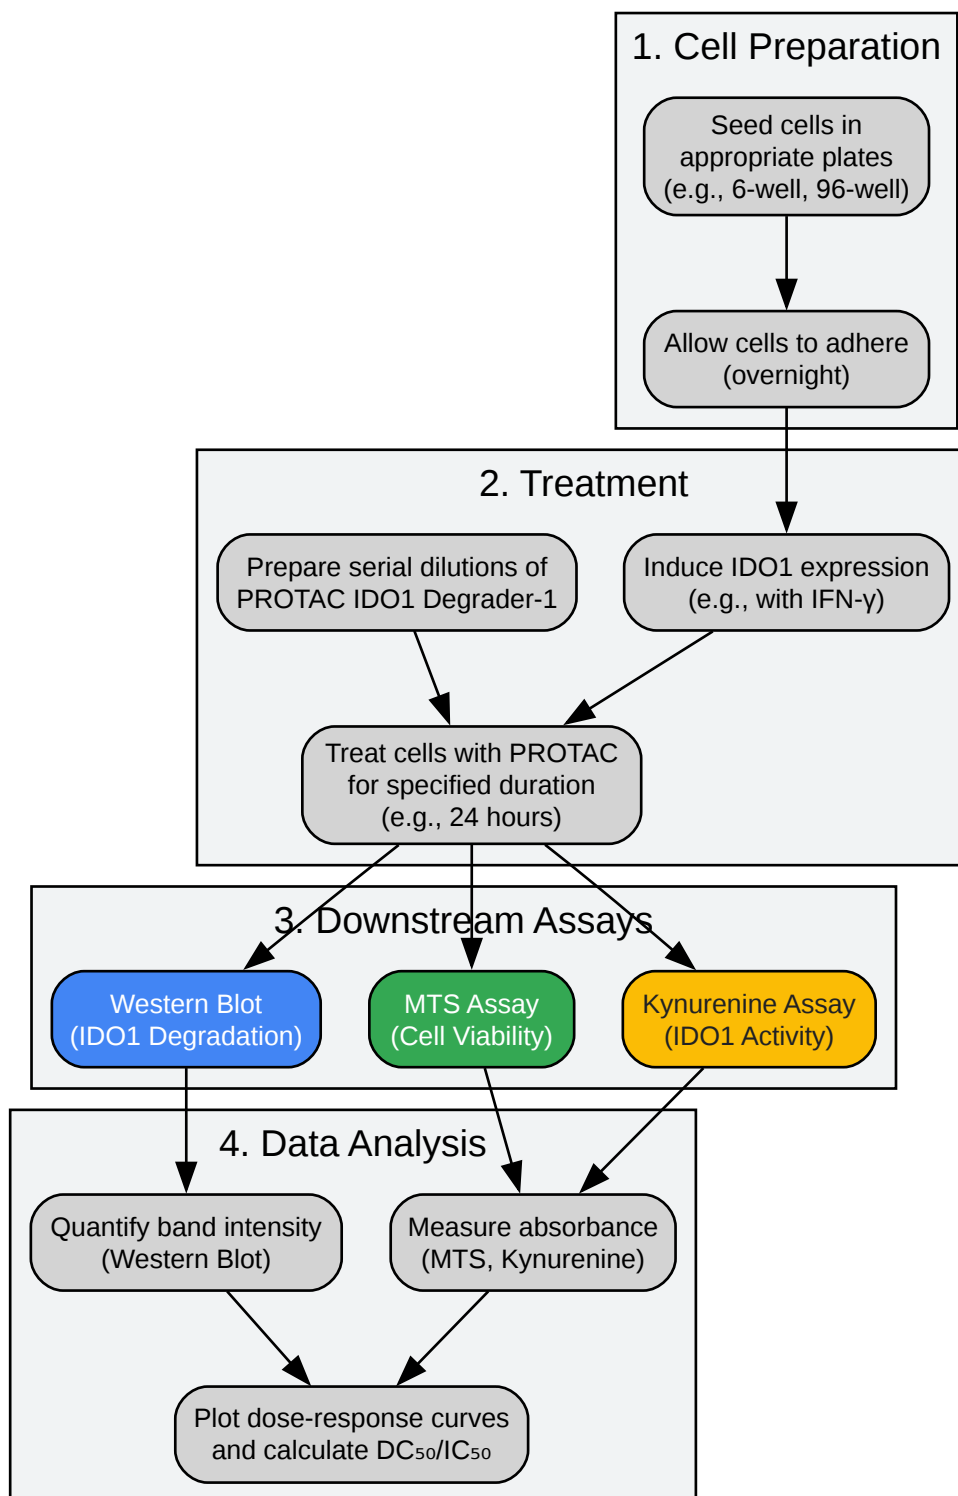 1. Cell Preparation
Seed cells in
appropriate plates
(e.g., 6-well, 96-well)
Allow cells to adhere
(overnight)
2. Treatment
Prepare serial dilutions of
PROTAC IDO1 Degrader-1
Induce IDO1 expression
(e.g., with IFN-γ)
Treat cells with PROTAC
for specified duration
(e.g., 24 hours)
3. Downstream Assays
Western Blot
(IDO1 Degradation)
MTS Assay
(Cell Viability)
Kynurenine Assay
(IDO1 Activity)
4. Data Analysis
Quantify band intensity
(Western Blot)
Measure absorbance
(MTS, Kynurenine)
Plot dose-response curves
and calculate DC₅₀/IC₅₀